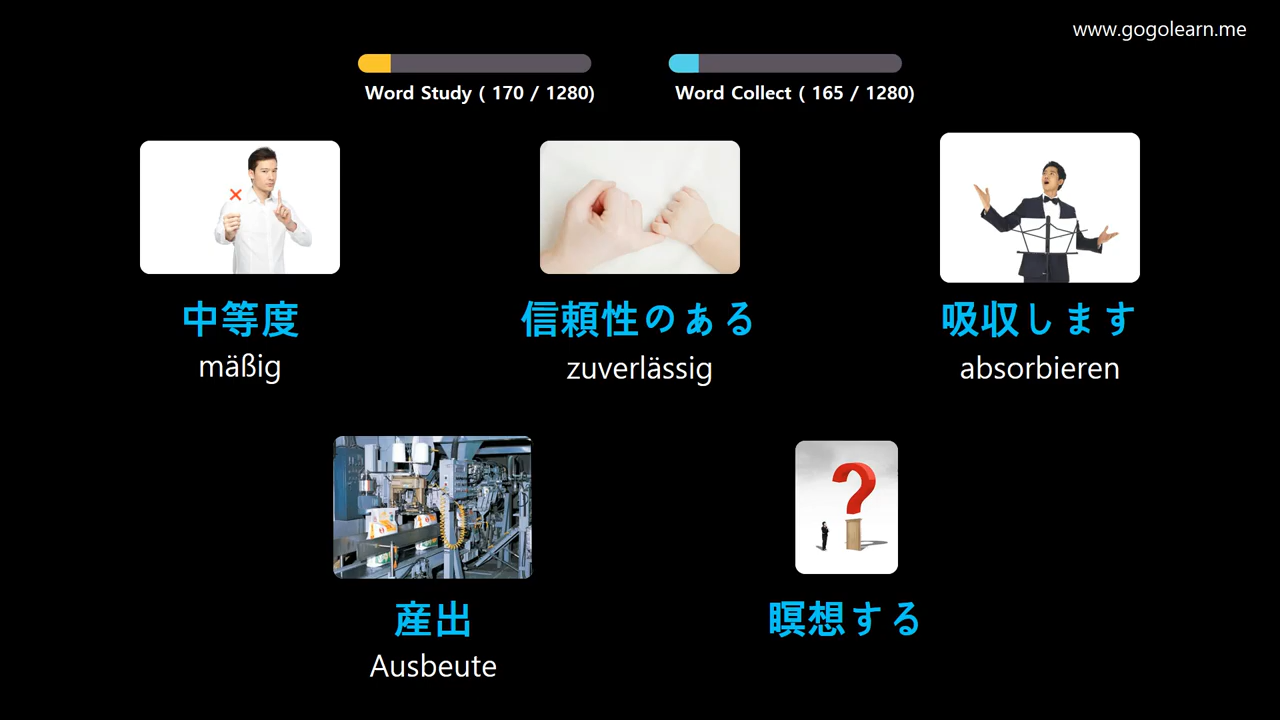 www.gogolearn.me
Word Study ( 170 / 1280)
Word Collect ( 165 / 1280)
中等度
mäßig
信頼性のある
zuverlässig
吸収します
absorbieren
産出
Ausbeute
瞑想する